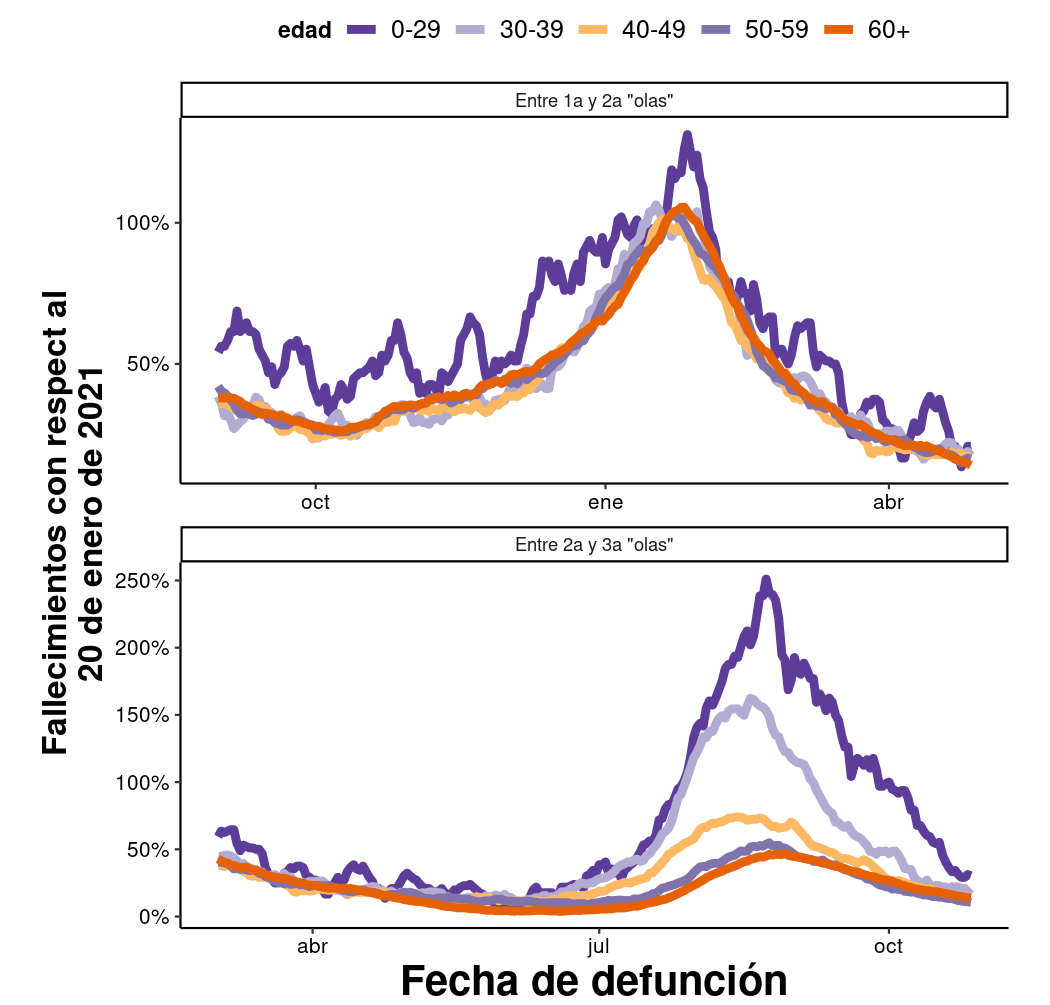 edad 0-29 30-39 40-49 50-59 60+
Entre 1a y 2a "olas"
100%
50%
oct ene abr
Entre 2a y 3a "olas"
250%
200%
150%
100%
50%
0%
abr jul oct
Fallecimientos con respect al
20 de enero de 2021
Fecha de defunción